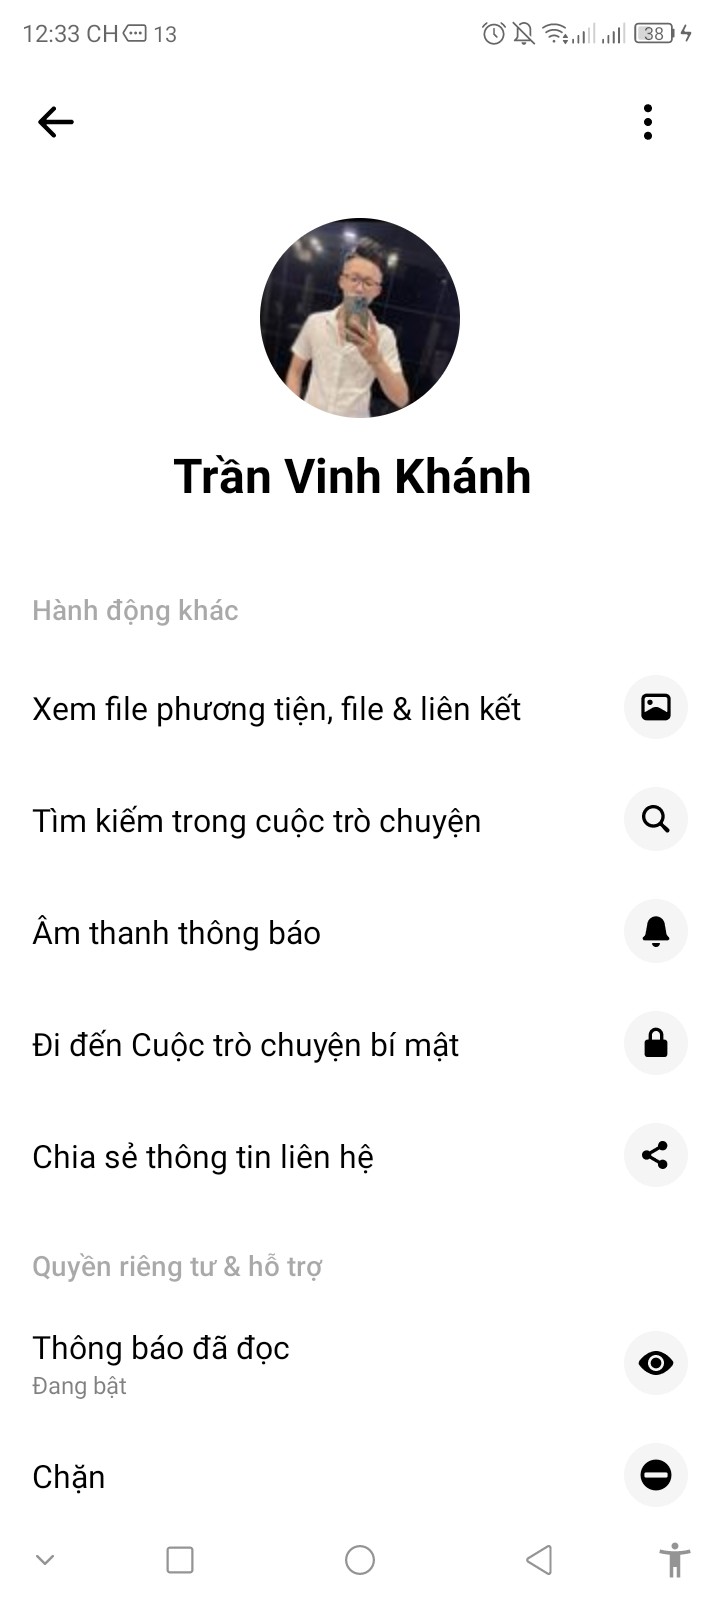 12:33 CH 13
38
Trần Vinh Khánh
Hành động khác
Xem file phương tiện, file & liên kết
Tìm kiếm trong cuộc trò chuyện
Âm thanh thông báo
Đi đến Cuộc trò chuyện bí mật
Chia sẻ thông tin liên hệ
Quyền riêng tư & hỗ trợ
Thông báo đã đọc
Đang bật
Chặn